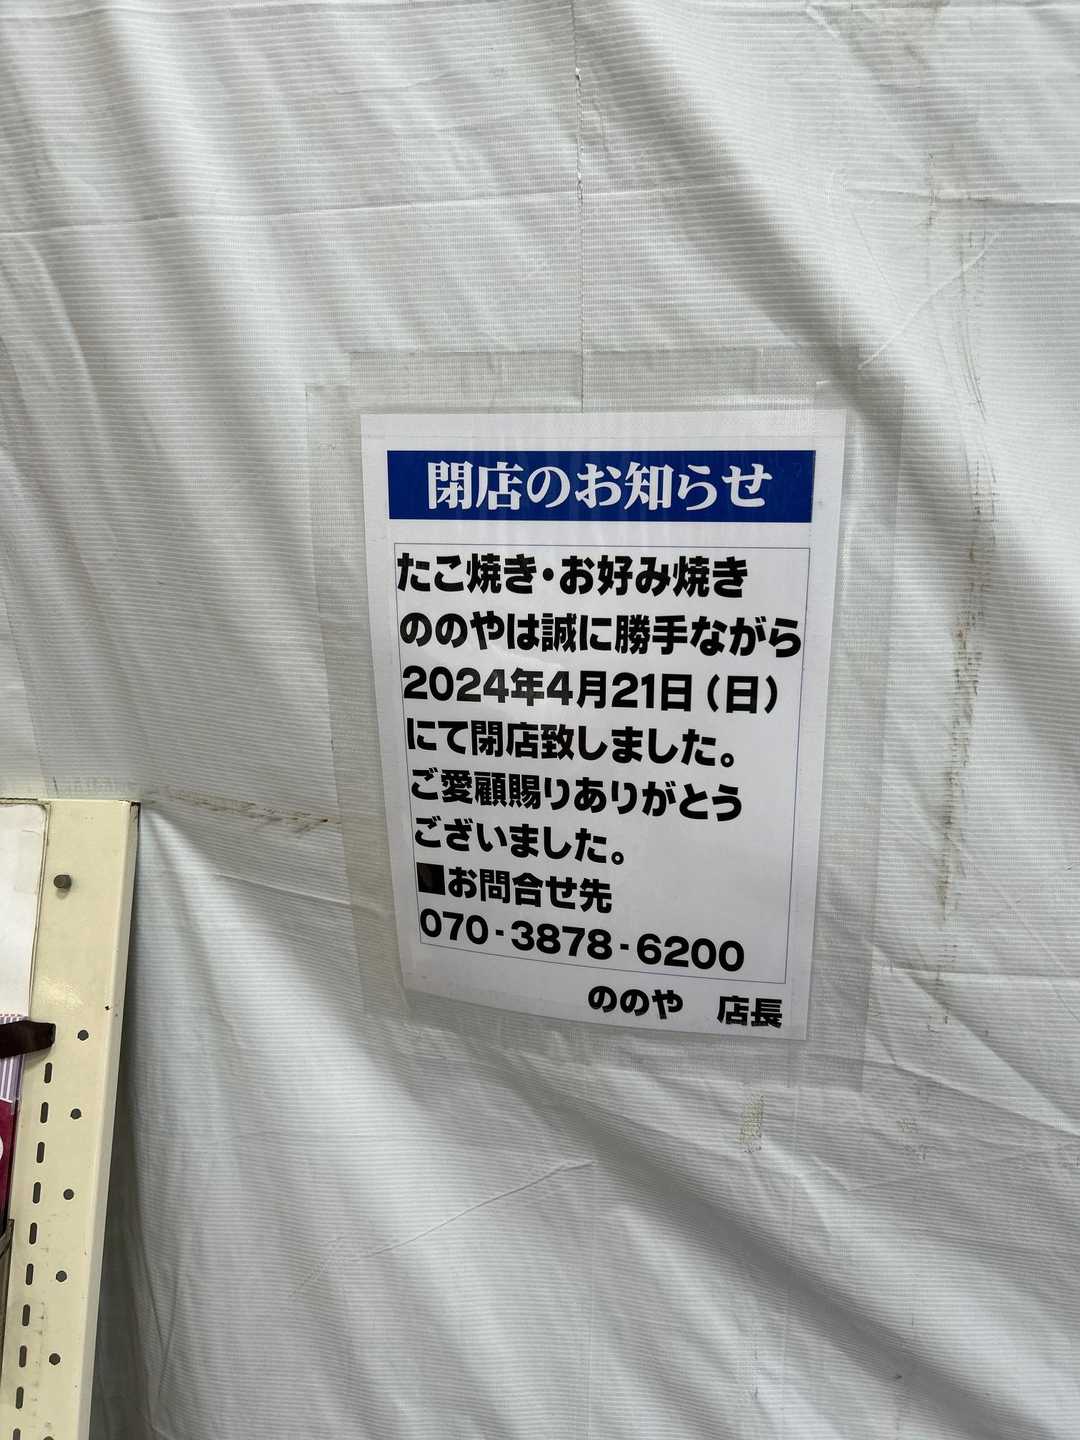 閉店のお知らせ
たこ焼き・お好み焼き
ののやは誠に勝手ながら
2024年4月21日(日)
にて閉店致しました。
ご愛顧賜りありがとう
ございました。
■お問合せ先
070-3878-6200
ののや 店長